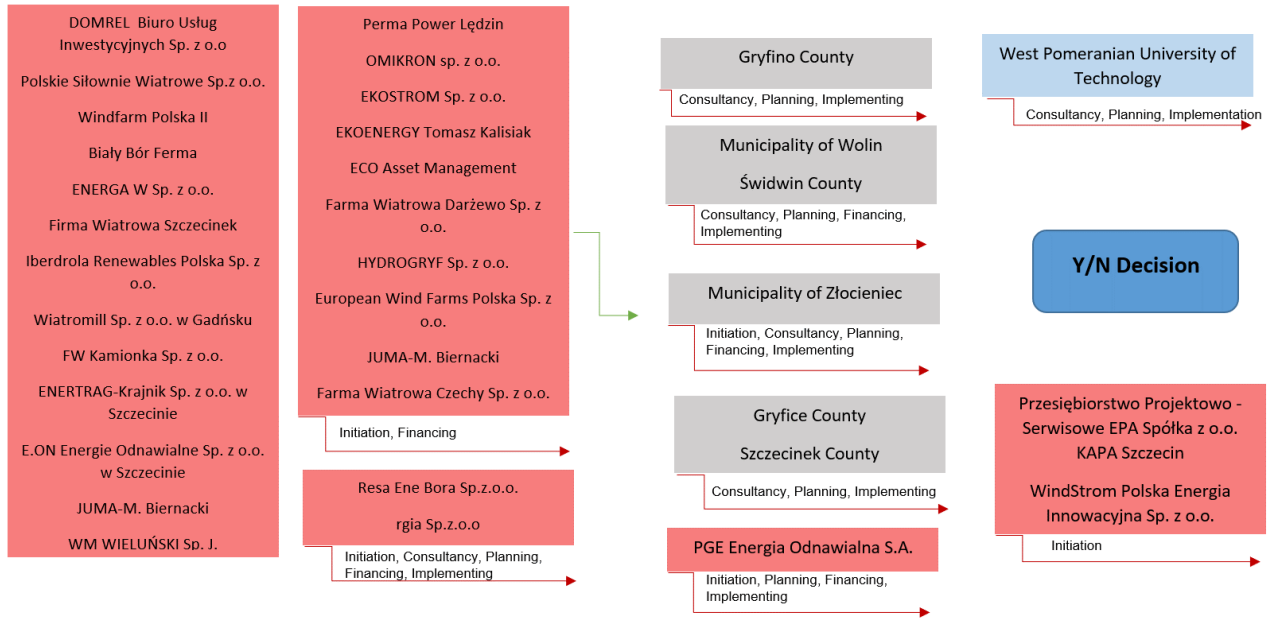 DOMREL Biuro Usług
Inwestycyjnych Sp. z o.o
Polskie Siłownie Wiatrowe Sp.z o.o.
Windfarm Polska II
Biały Bór Ferma
ENERGA W Sp. z o.o.
Firma Wiatrowa Szczecinek
Iberdrola Renewables Polska Sp. z
o.o.
Wiatromill Sp. z o.o. w Gadńsku
FW Kamionka Sp. z o.o.
ENERTRAG-Krajnik Sp. z o.o. w
Szczecinie
E.ON Energie Odnawialne Sp. z o.o.
w Szczecinie
JUMA-M. Biernacki
WM WIELUŃSKI Sp. J.
Perma Power Lędzin
OMIKRON sp. z o.o.
EKOSTROM Sp. z o.o.
EKOENERGY Tomasz Kalisiak
ECO Asset Management
Farma Wiatrowa Darżewo Sp. z
o.o.
HYDROGRYF Sp. z o.o.
European Wind Farms Polska Sp. z
o.o.
JUMA-M. Biernacki
Farma Wiatrowa Czechy Sp. z o.o.
Initiation, Financing
Resa Ene Bora Sp.z.o.o.
rgia Sp.z.o.o
Initiation, Consultancy, Planning,
Financing, Implementing
Gryfino County
Consultancy, Planning, Implementing
Municipality of Wolin
Świdwin County
Consultancy, Planning, Financing,
Implementing
Municipality of Złocieniec
Initiation, Consultancy, Planning,
Financing, Implementing
Gryfice County
Szczecinek County
Consultancy, Planning, Implementing
PGE Energia Odnawialna S.A.
Initiation, Planning, Financing,
Implementing
West Pomeranian University of
Technology
Consultancy, Planning, Implementation
Y/N Decision
Przesiębiorstwo Projektowo -
Serwisowe EPA Spółka z o.o.
KAPA Szczecin
WindStrom Polska Energia
Innowacyjna Sp. z o.o.
Initiation